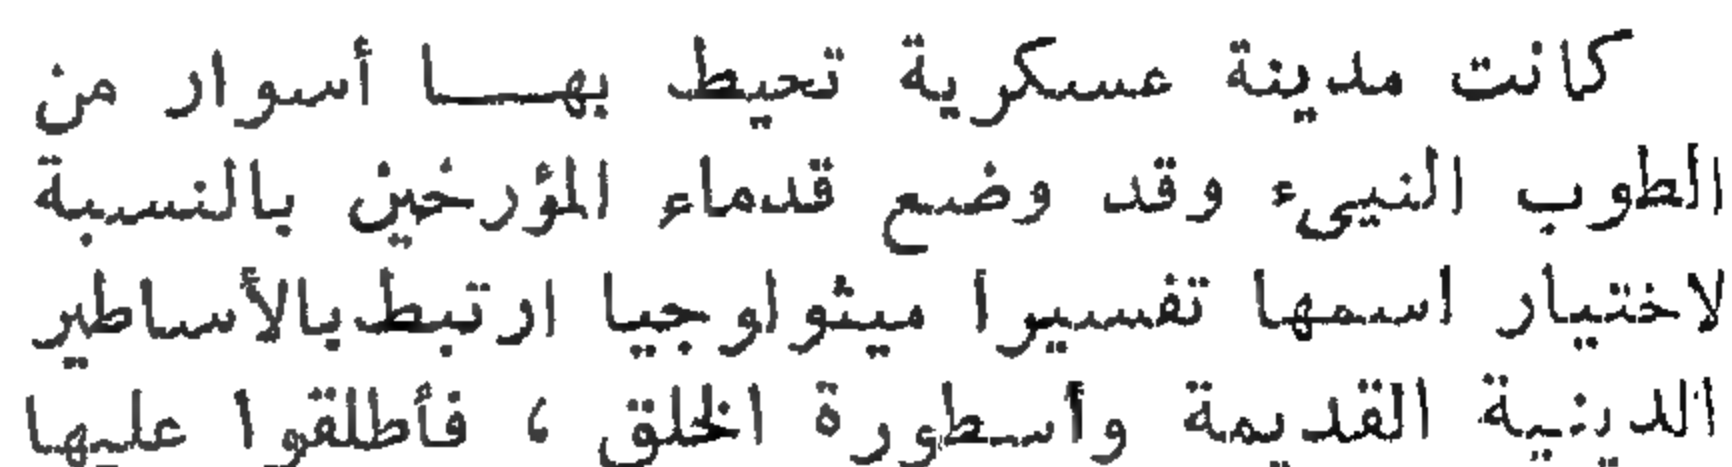 كانت مدينة عسكرية تحيط بهـــا أسوار من
الطوب النيىء وقد وضع قدماء المؤرخين بالنسبة
لاختيار اسمها تفسيرا ميثولوجيا ارتبط بالأساطير
الدينية القديمة وأسطورة الخلق ، فأطلقوا عليها